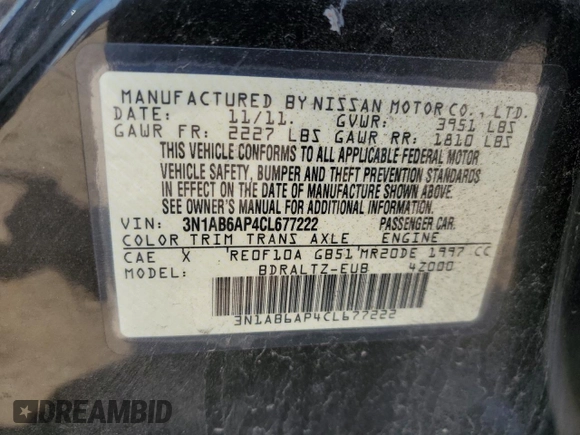 MANUFACTURED BY NISSAN MOTOR CO., LTD.
DATE: 11/11. GVWR: 3951 LBS
GAWR FR: 2227 LBS GAWR RR: 1810 LBS
THIS VEHICLE CONFORMS TO ALL APPLICABLE FEDERAL MOTOR
VEHICLE SAFETY, BUMPER AND THEFT PREVENTION STANDARDS
IN EFFECT ON THE DATE OF MANUFACTURE SHOWN ABOVE.
SEE OWNER'S MANUAL FOR ADDITIONAL INFORMATION.
VIN: 3N1AB6AP4CL677222 PASSENGER CAR.
COLOR TRIM TRANS AXLE ENGINE
CAE X RE0F10A GB51 MR20DE 1997 CC
MODEL: BDRALTZ-EUB 4Z000
3N1AB6AP4CL677222
DREAMBID